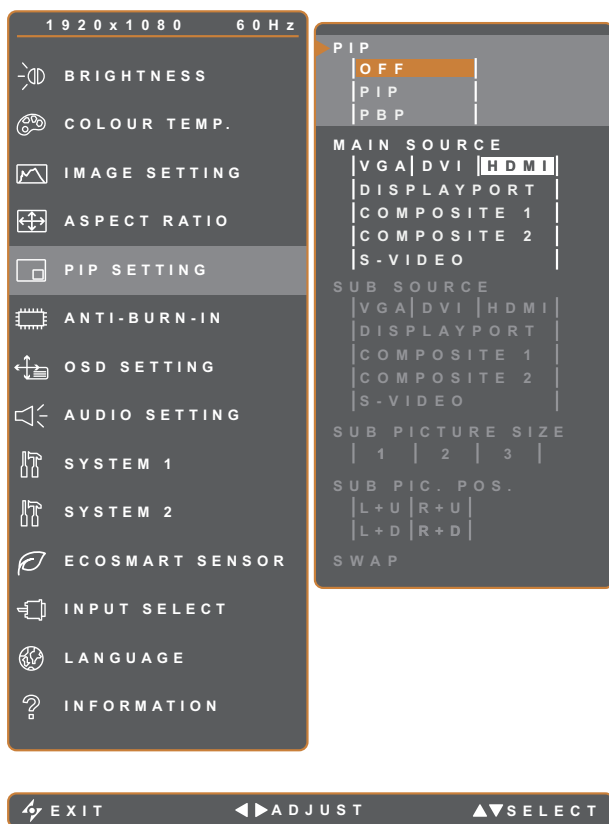 1920x1080 60Hz
BRIGHTNESS
COLOUR TEMP.
IMAGE SETTING
ASPECT RATIO
PIP SETTING
ANTI-BURN-IN
OSD SETTING
AUDIO SETTING
SYSTEM 1
SYSTEM 2
ECOSMART SENSOR
INPUT SELECT
LANGUAGE
INFORMATION
PIP
OFF
PIP
PBP
MAIN SOURCE
VGA DVI HDMI
DISPLAYPORT
COMPOSITE 1
COMPOSITE 2
S-VIDEO
SUB SOURCE
VGA DVI HDMI
DISPLAYPORT
COMPOSITE 1
COMPOSITE 2
S-VIDEO
SUB PICTURE SIZE
1 2 3
SUB PIC. POS.
L+U R+U
L+D R+D
SWAP
EXIT ADJUST SELECT